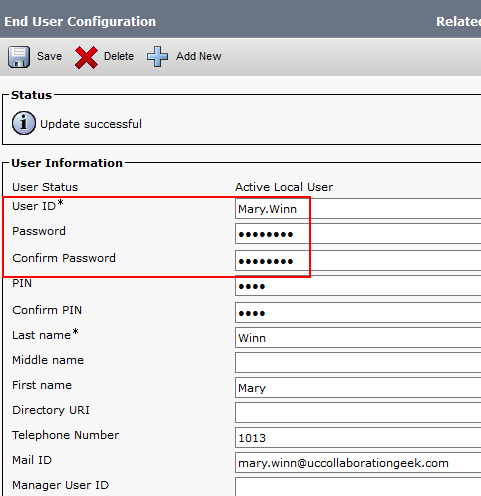 End User Configuration Related
Save Delete Add New
Status
Update successful
User Information
User Status Active Local User
User ID* Mary.Winn
Password ••••••••
Confirm Password ••••••••
PIN ••••
Confirm PIN ••••
Last name* Winn
Middle name
First name Mary
Directory URI
Telephone Number 1013
Mail ID mary.winn@uccollaborationgeek.com
Manager User ID